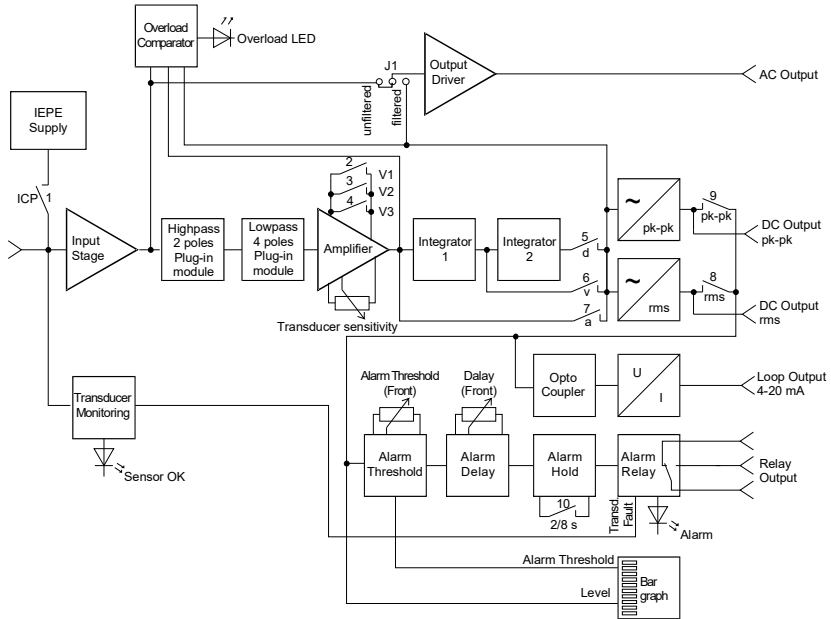 Overload
Comparator
Overload LED
J1
unfiltered
filtered
Output
Driver
AC Output
IEPE
Supply
ICP
1
Input
Stage
Highpass
2 poles
Plug-in
module
Lowpass
4 poles
Plug-in
module
2
V1
3
V2
4
V3
Amplifier
Transducer sensitivity
Integrator
1
Integrator
2
5
d
6
v
7
a
~
pk-pk
9
pk-pk
DC Output
pk-pk
~
rms
8
rms
DC Output
rms
Transducer
Monitoring
Sensor OK
Alarm Threshold
(Front)
Dalay
(Front)
Opto
Coupler
U
I
Loop Output
4-20 mA
Alarm
Threshold
Alarm
Delay
Alarm
Hold
10
2/8 s
Alarm
Relay
Transd.
Fault
Relay
Output
Alarm
Alarm Threshold
Level
Bar
graph